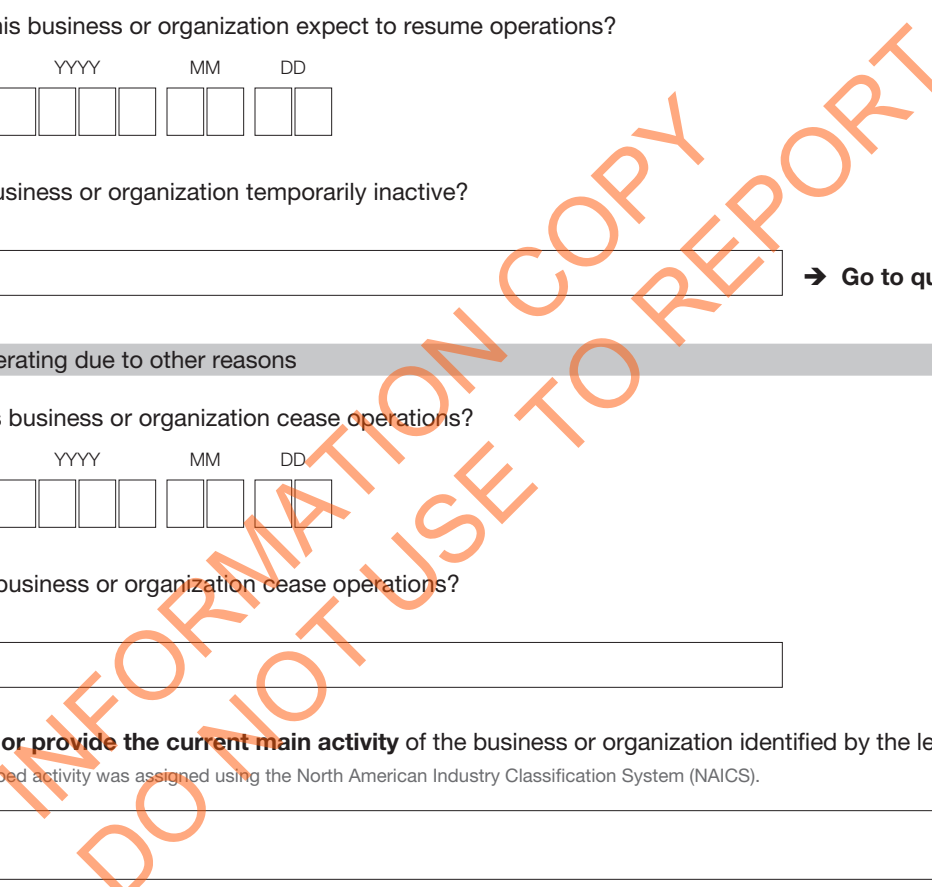 his business or organization expect to resume operations?
YYYY MM DD
usiness or organization temporarily inactive?
➔ Go to qu
erating due to other reasons
s business or organization cease operations?
YYYY MM DD
business or organization cease operations?
or provide the current main activity of the business or organization identified by the le
bed activity was assigned using the North American Industry Classification System (NAICS).
INFORMATION COPY
DO NOT USE TO REPORT